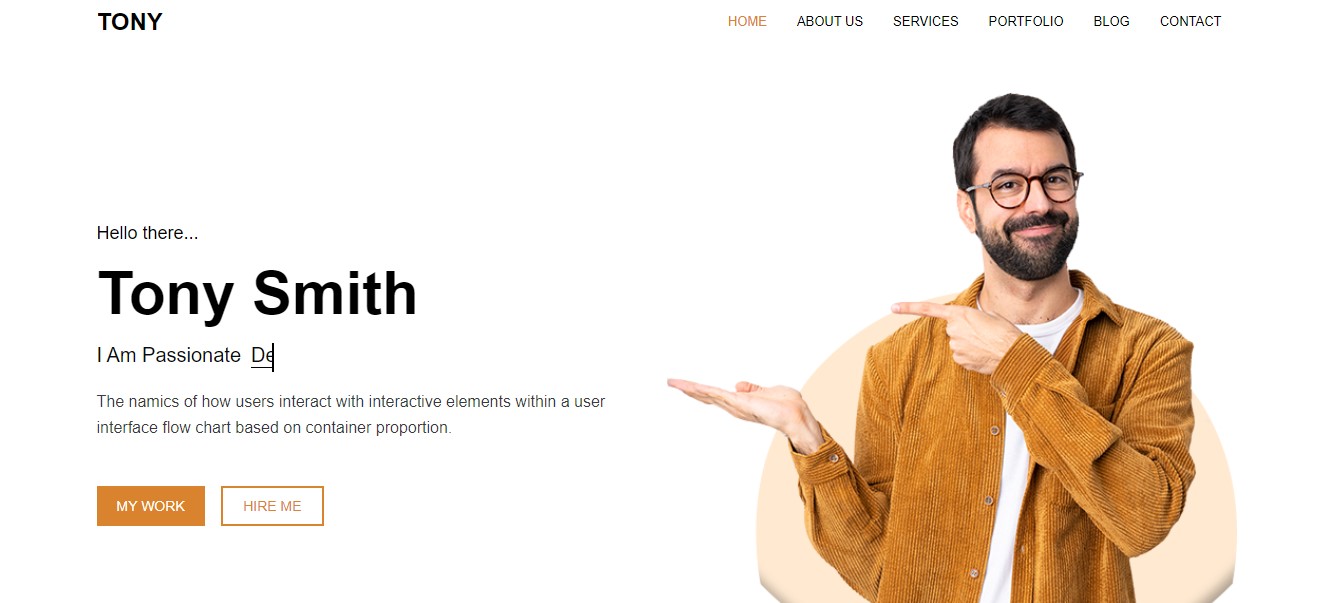 TONY
HOME ABOUT US SERVICES PORTFOLIO BLOG CONTACT
Hello there...
Tony Smith
I Am Passionate De
The namics of how users interact with interactive elements within a user
interface flow chart based on container proportion.
MY WORK HIRE ME